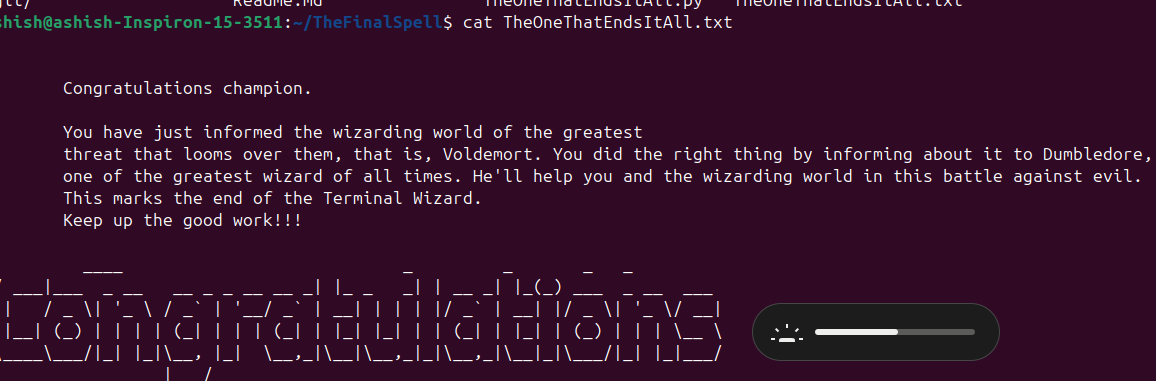 Readme.Md TheOneThatEndsItAll.py TheOneThatEndsItAll.txt
shish@ashish-Inspiron-15-3511:~/TheFinalSpell$ cat TheOneThatEndsItAll.txt
Congratulations champion.
You have just informed the wizarding world of the greatest
threat that looms over them, that is, Voldemort. You did the right thing by informing about it to Dumbledore,
one of the greatest wizard of all times. He'll help you and the wizarding world in this battle against evil.
This marks the end of the Terminal Wizard.
Keep up the good work!!!
Congratulations